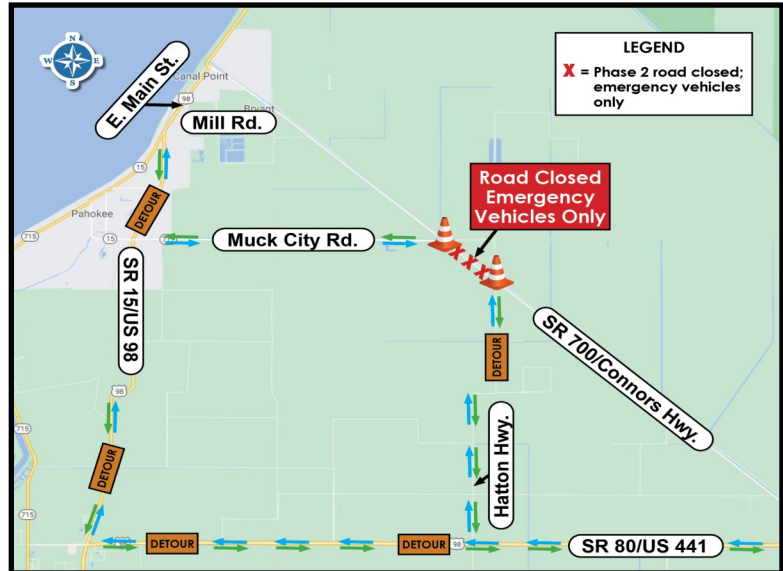 N
W E
S
E. Main St.
Canal Point
98
Mill Rd.
Bryant
LEGEND
X = Phase 2 road closed;
emergency vehicles
only
Road Closed
Emergency
Vehicles Only
15
DETOUR
Pahokee
715
15
Muck City Rd.
SR 15/US 98
SR 700/Connors Hwy.
X X X
DETOUR
98
Hatton Hwy.
DETOUR
715
DETOUR
DETOUR
98
SR 80/US 441